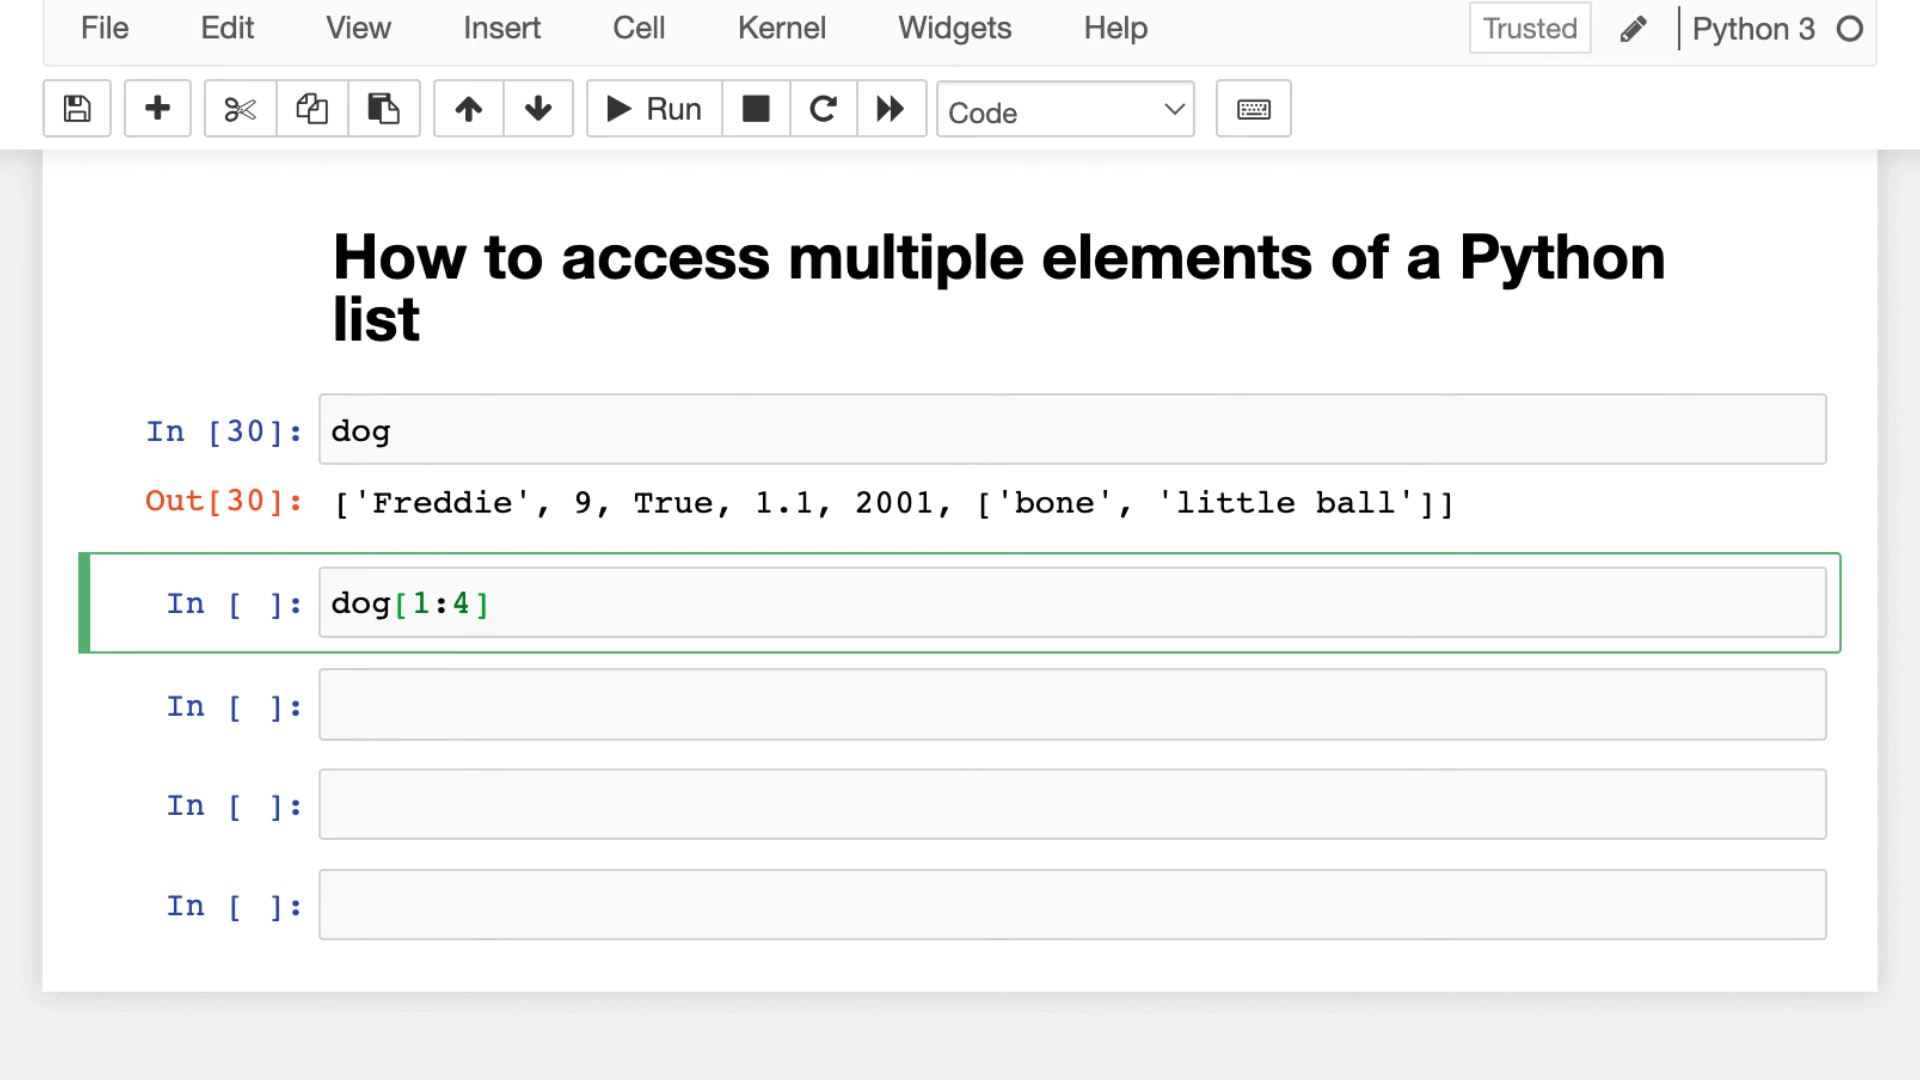 File Edit View Insert Cell Kernel Widgets Help Trusted Python 3
Run Code
How to access multiple elements of a Python
list
In [30]: dog
Out[30]: ['Freddie', 9, True, 1.1, 2001, ['bone', 'little ball']]
In [ ]: dog[1:4]
In [ ]:
In [ ]:
In [ ]: